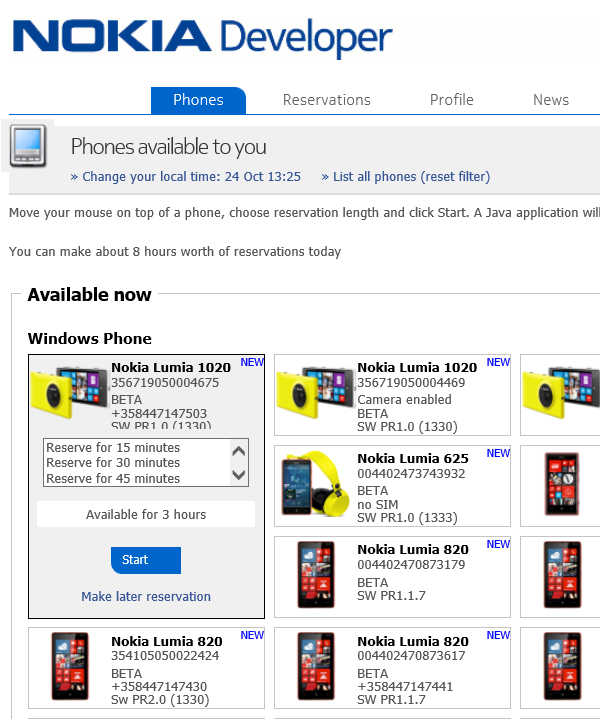 NOKIA Developer
Phones
Reservations
Profile
News
Phones available to you
» Change your local time: 24 Oct 13:25
» List all phones (reset filter)
Move your mouse on top of a phone, choose reservation length and click Start. A Java application will
You can make about 8 hours worth of reservations today
Available now
Windows Phone
NEW
Nokia Lumia 1020
356719050004675
BETA
+358447147503
SW PR1.0 (1330)
Reserve for 15 minutes
Reserve for 30 minutes
Reserve for 45 minutes
Available for 3 hours
Start
Make later reservation
NEW
Nokia Lumia 1020
356719050004469
Camera enabled
BETA
SW PR1.0 (1330)
NEW
Nokia Lumia 625
004402473743932
BETA
no SIM
SW PR1.0 (1333)
NEW
Nokia Lumia 820
004402470873179
BETA
SW PR1.1.7
NEW
Nokia Lumia 820
354105050022424
BETA
+358447147430
Sw PR2.0 (1330)
NEW
Nokia Lumia 820
004402470873617
BETA
+358447147441
SW PR1.1.7